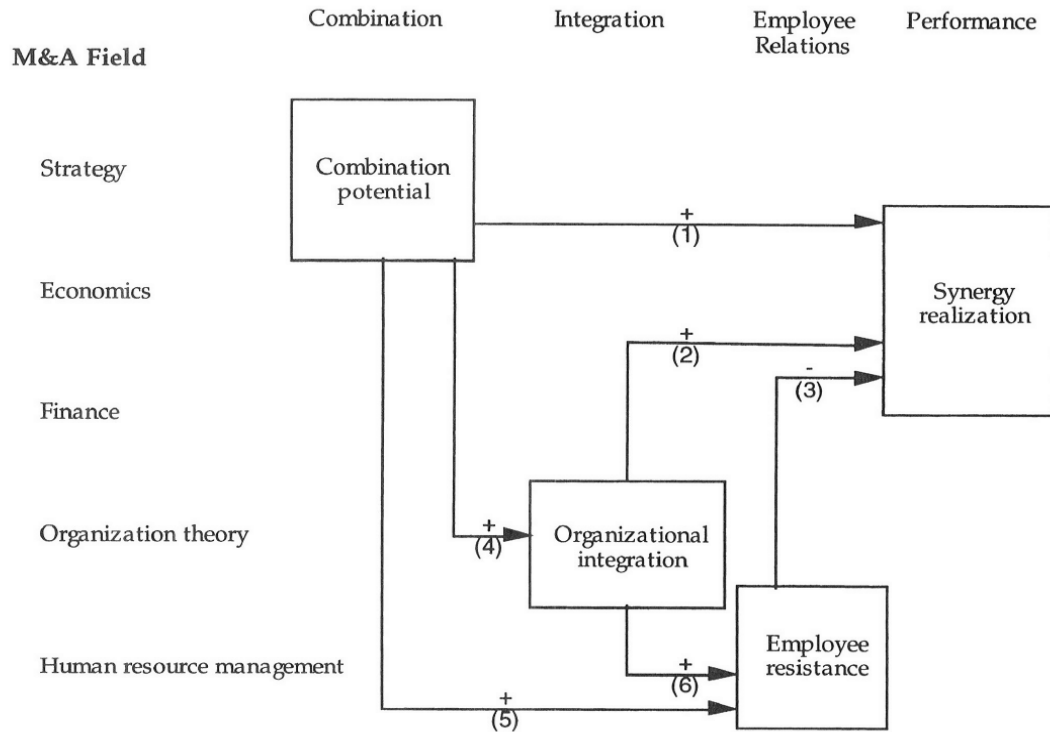 Combination
Integration
Employee
Relations
Performance
M&A Field
Strategy
Combination
potential
+
(1)
Economics
Synergy
realization
+
(2)
-
(3)
Finance
Organization theory
+
(4)
Organizational
integration
Human resource management
+
(6)
Employee
resistance
+
(5)